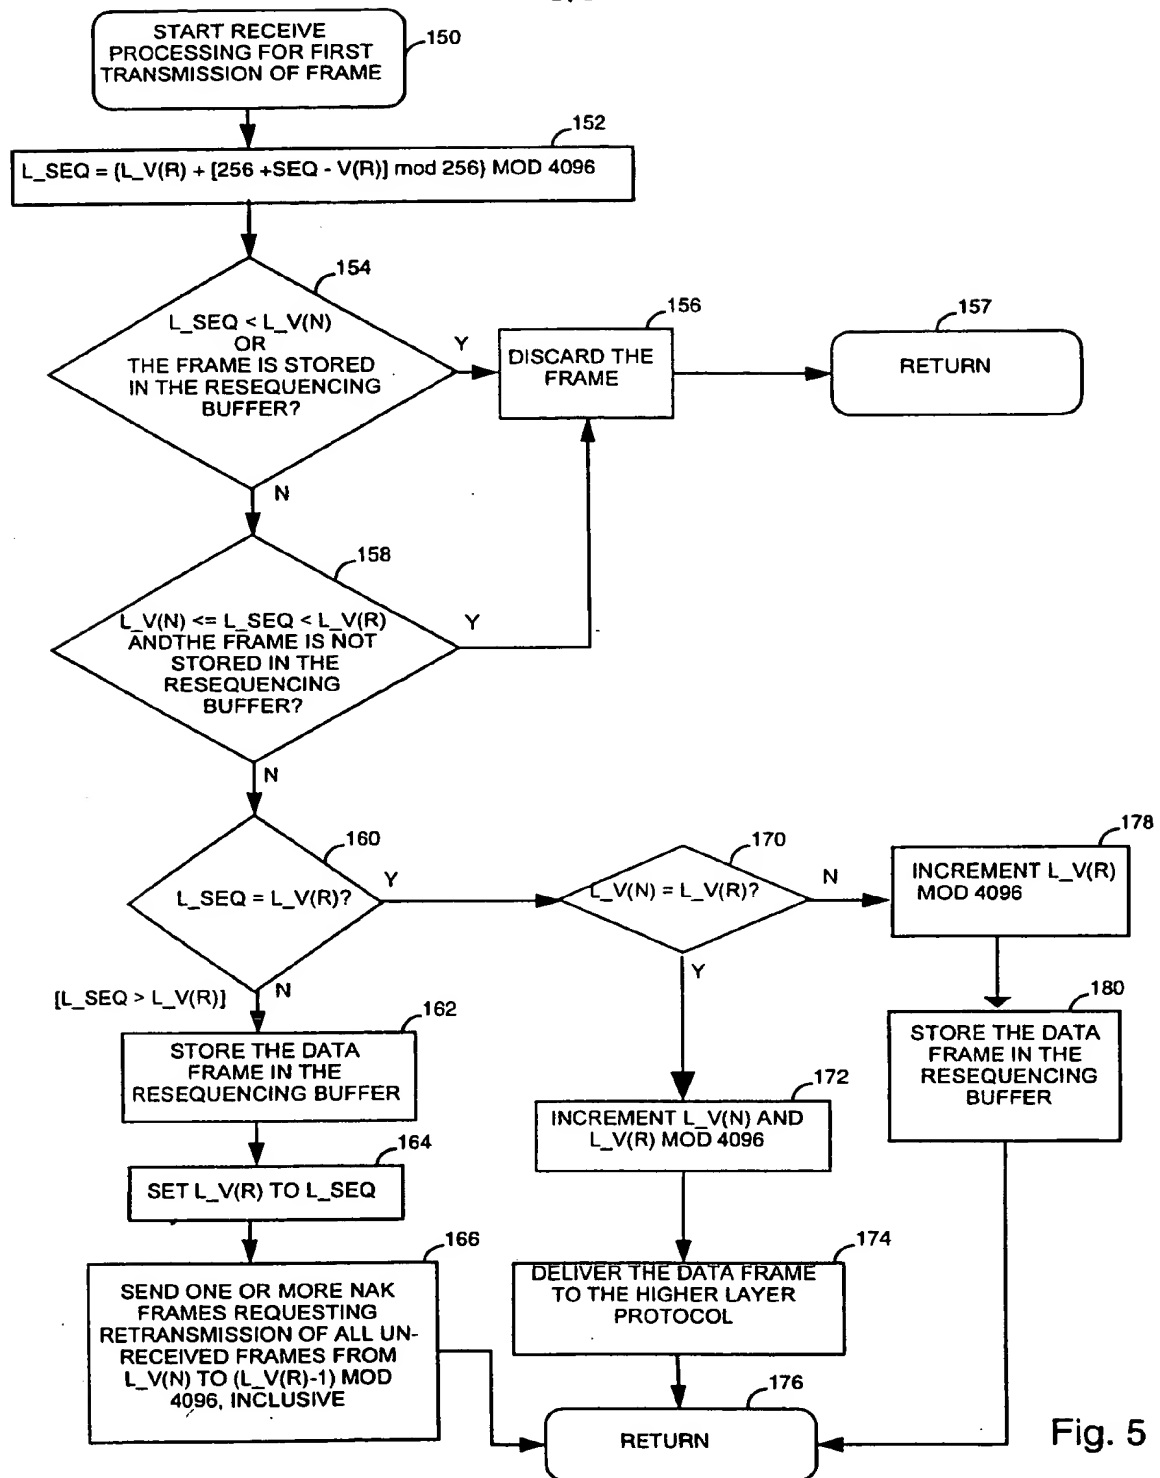 START RECEIVE
PROCESSING FOR FIRST
TRANSMISSION OF FRAME
150
152
L_SEQ = {L_V(R) + [256 +SEQ - V(R)] mod 256} MOD 4096
154
L_SEQ < L_V(N)
OR
THE FRAME IS STORED
IN THE RESEQUENCING
BUFFER?
Y
156
DISCARD THE
FRAME
157
RETURN
N
158
L_V(N) <= L_SEQ < L_V(R)
ANDTHE FRAME IS NOT
STORED IN THE
RESEQUENCING
BUFFER?
Y
N
160
L_SEQ = L_V(R)?
Y
170
L_V(N) = L_V(R)?
N
178
INCREMENT L_V(R)
MOD 4096
[L_SEQ > L_V(R)]
N
Y
162
STORE THE DATA
FRAME IN THE
RESEQUENCING BUFFER
180
STORE THE DATA
FRAME IN THE
RESEQUENCING
BUFFER
172
INCREMENT L_V(N) AND
L_V(R) MOD 4096
164
SET L_V(R) TO L_SEQ
166
SEND ONE OR MORE NAK
FRAMES REQUESTING
RETRANSMISSION OF ALL UN-
RECEIVED FRAMES FROM
L_V(N) TO (L_V(R)-1) MOD
4096, INCLUSIVE
174
DELIVER THE DATA FRAME
TO THE HIGHER LAYER
PROTOCOL
176
RETURN
Fig. 5